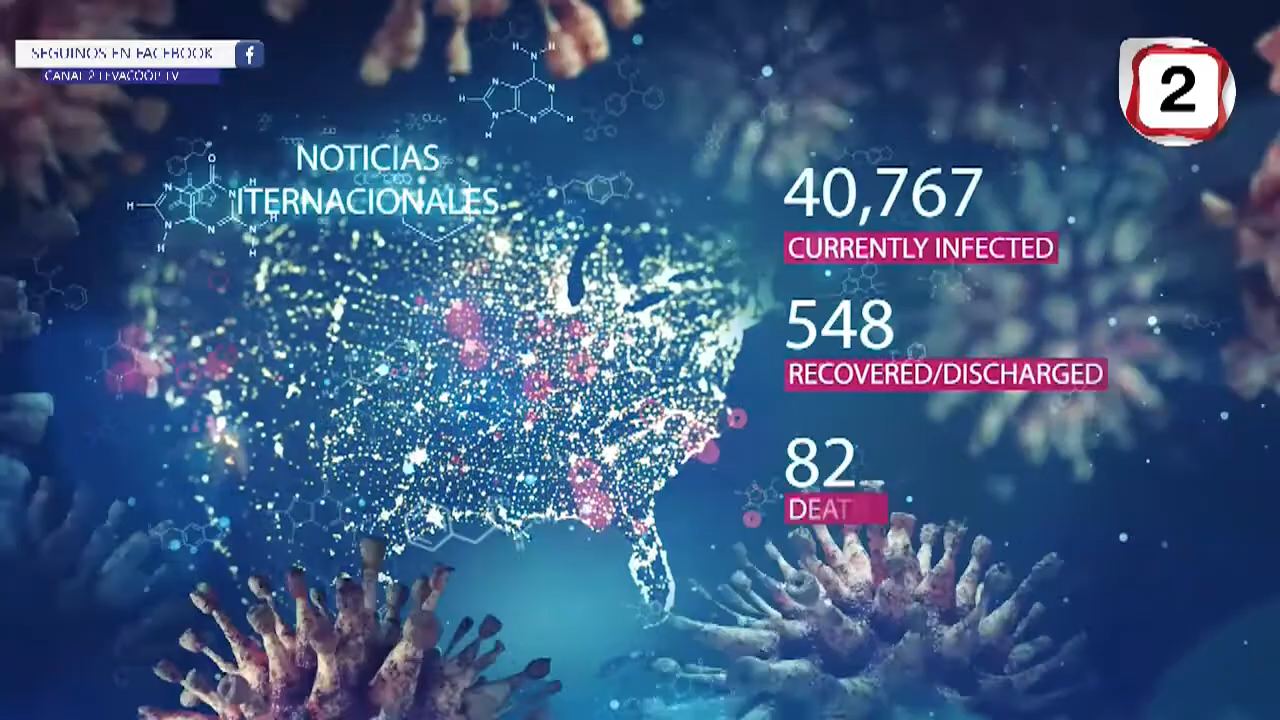 SEGUINOS EN FACEBOOK f
CANAL 2 LEVACOOP TV
2
NOTICIAS
ITERNACIONALES
40,767
CURRENTLY INFECTED
548
RECOVERED/DISCHARGED
82
DEAT